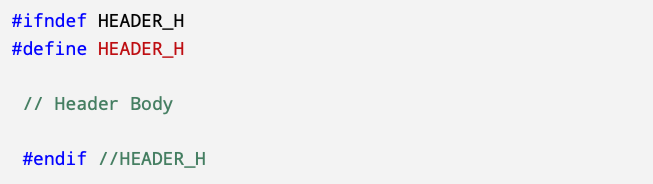 #ifndef HEADER_H
#define HEADER_H
// Header Body
#endif //HEADER_H